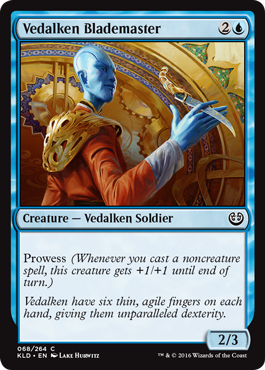 Vedalken Blademaster 2
Creature — Vedalken Soldier
Prowess (Whenever you cast a noncreature
spell, this creature gets +1/+1 until end of
turn.)
Vedalken have six thin, agile fingers on each
hand, giving them unparalleled dexterity.
2/3
068/264 C
KLD • EN Lake Hurwitz
™ & © 2016 Wizards of the Coast